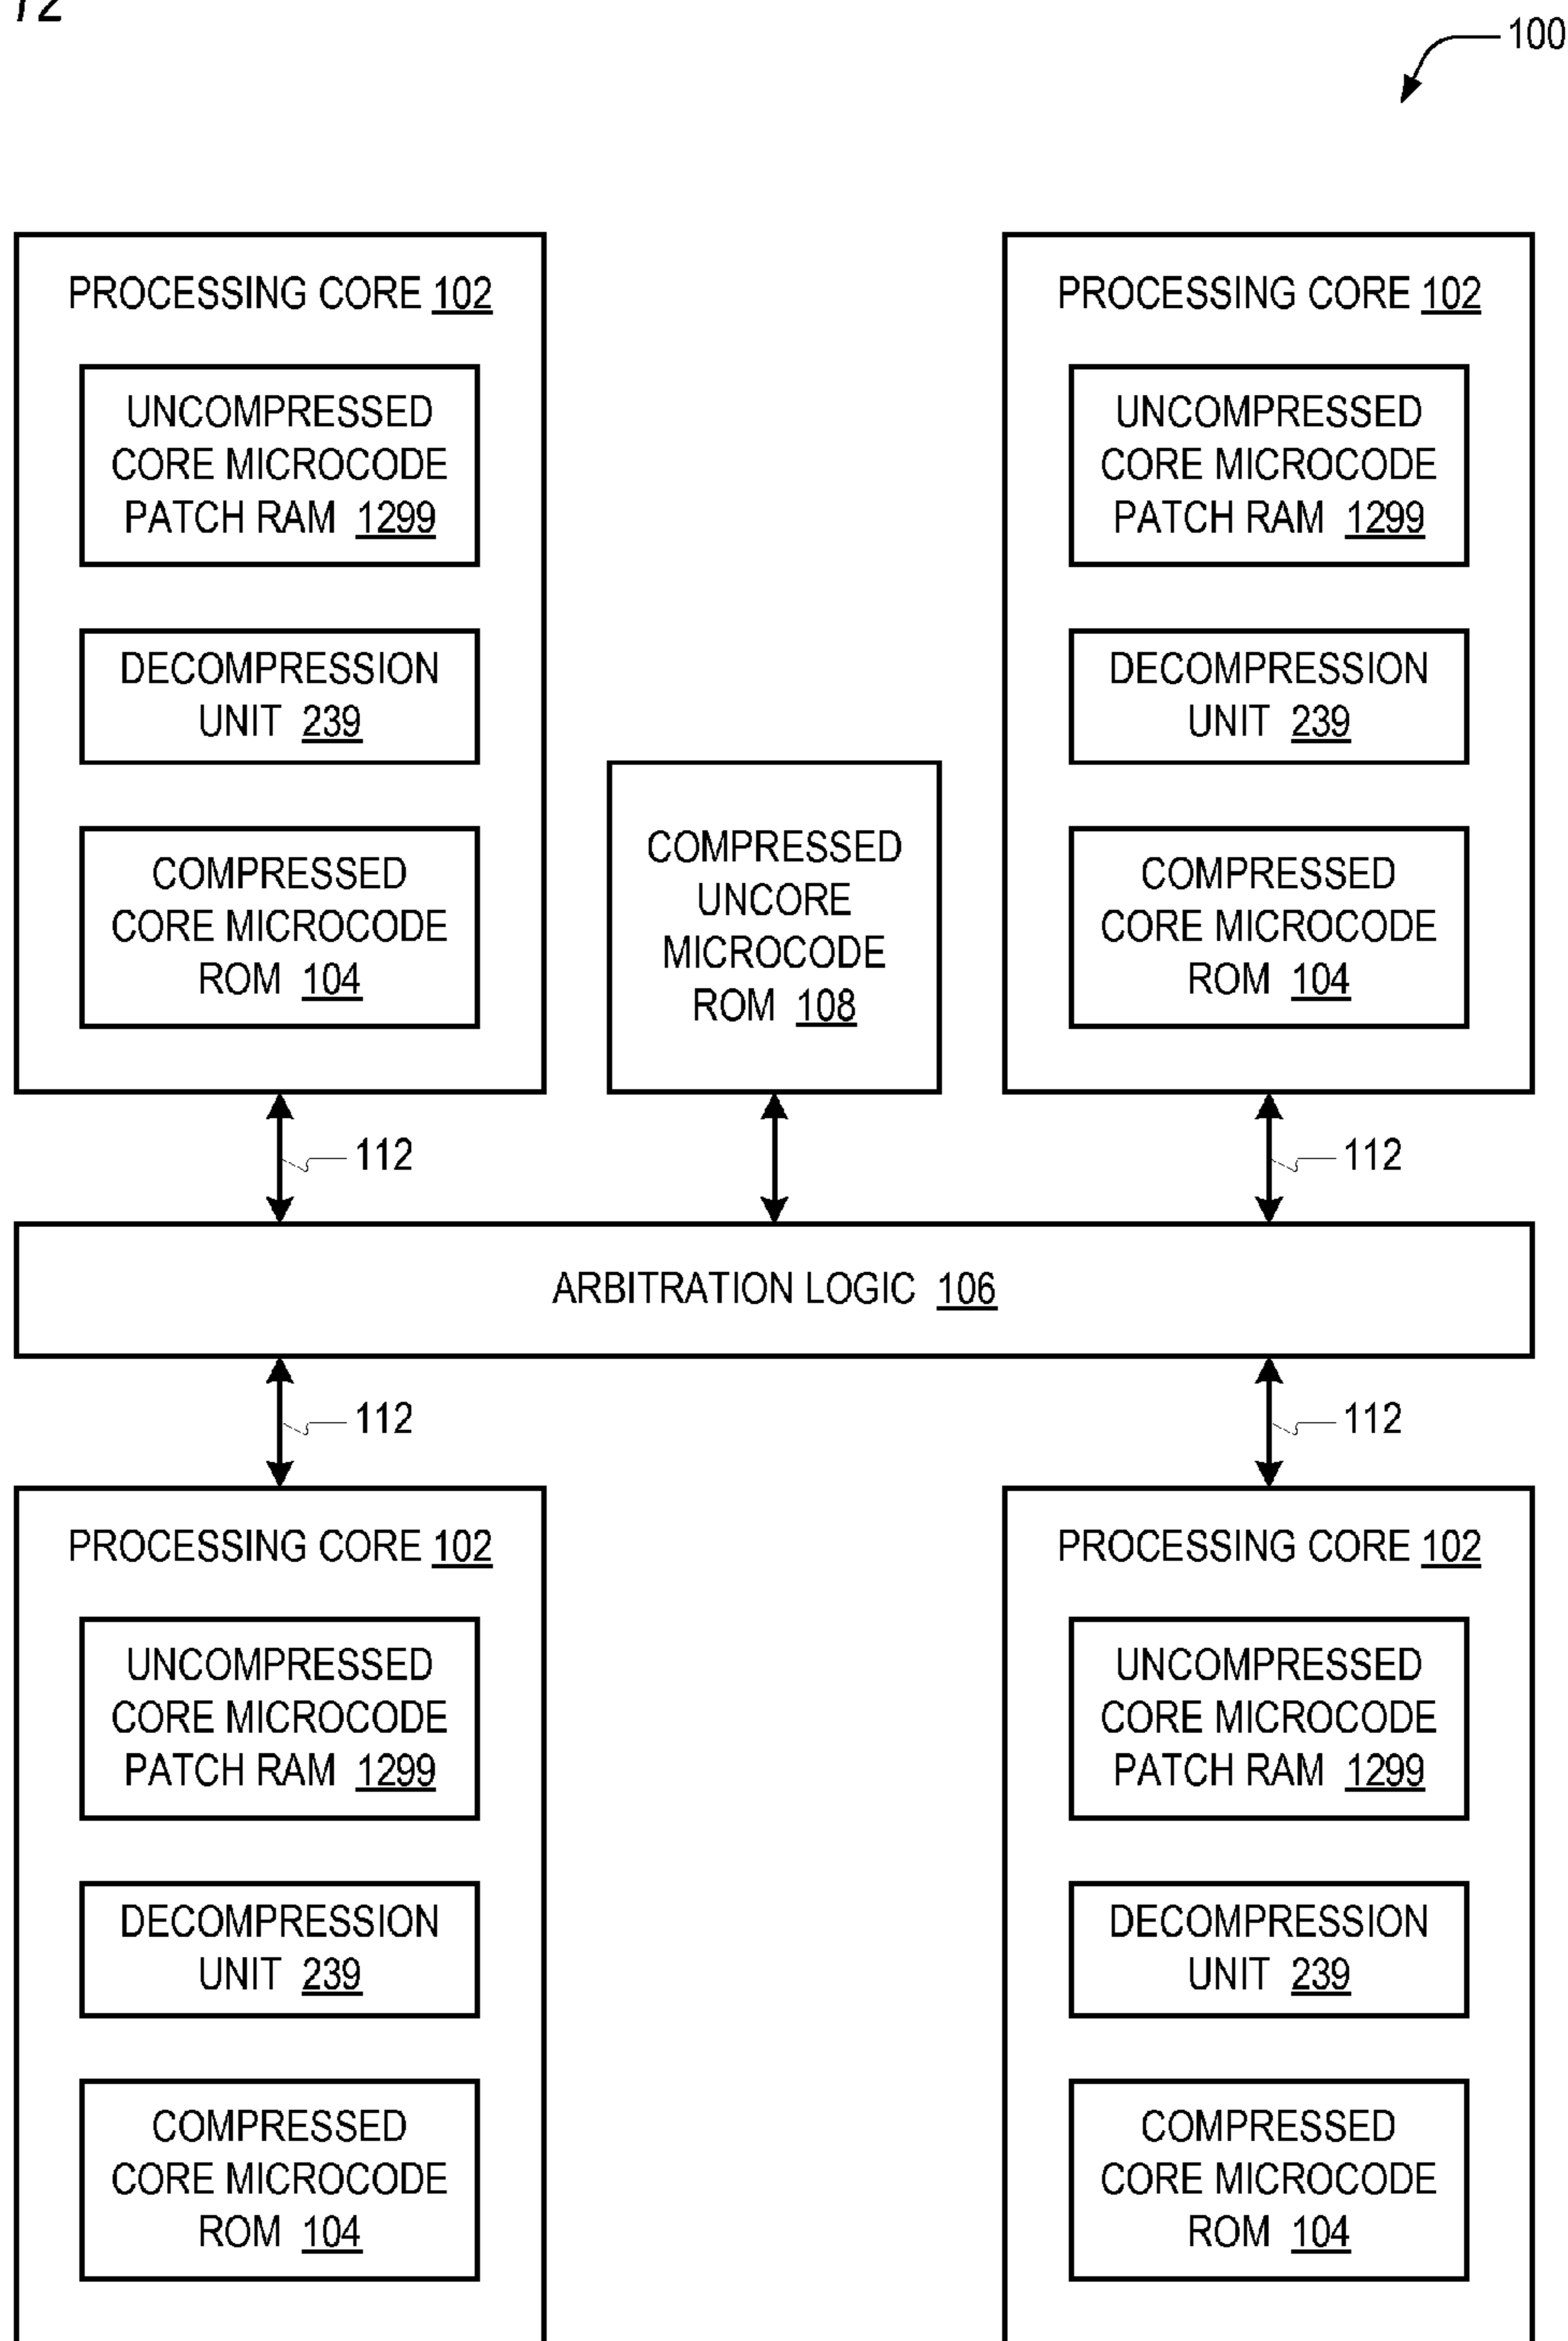 12
100
PROCESSING CORE 102
UNCOMPRESSED
CORE MICROCODE
PATCH RAM 1299
DECOMPRESSION
UNIT 239
COMPRESSED
CORE MICROCODE
ROM 104
COMPRESSED
UNCORE
MICROCODE
ROM 108
PROCESSING CORE 102
UNCOMPRESSED
CORE MICROCODE
PATCH RAM 1299
DECOMPRESSION
UNIT 239
COMPRESSED
CORE MICROCODE
ROM 104
112
112
ARBITRATION LOGIC 106
112
112
PROCESSING CORE 102
UNCOMPRESSED
CORE MICROCODE
PATCH RAM 1299
DECOMPRESSION
UNIT 239
COMPRESSED
CORE MICROCODE
ROM 104
PROCESSING CORE 102
UNCOMPRESSED
CORE MICROCODE
PATCH RAM 1299
DECOMPRESSION
UNIT 239
COMPRESSED
CORE MICROCODE
ROM 104